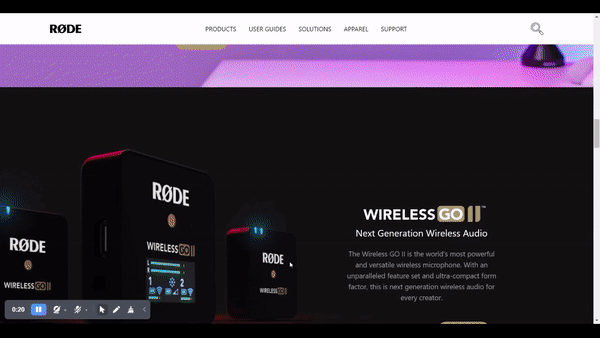 RØDE
PRODUCTS USER GUIDES SOLUTIONS APPAREL SUPPORT
RØDE
WIRELESS GO II
1 2
RØDE
WIRELESS GO II
RØDE
WIRELESS GO II
WIRELESS GO II™
Next Generation Wireless Audio
The Wireless GO II is the world's most powerful
and versatile wireless microphone. With an
unparalleled feature set and ultra-compact form
factor, this is next generation wireless audio for
every creator.
0:20